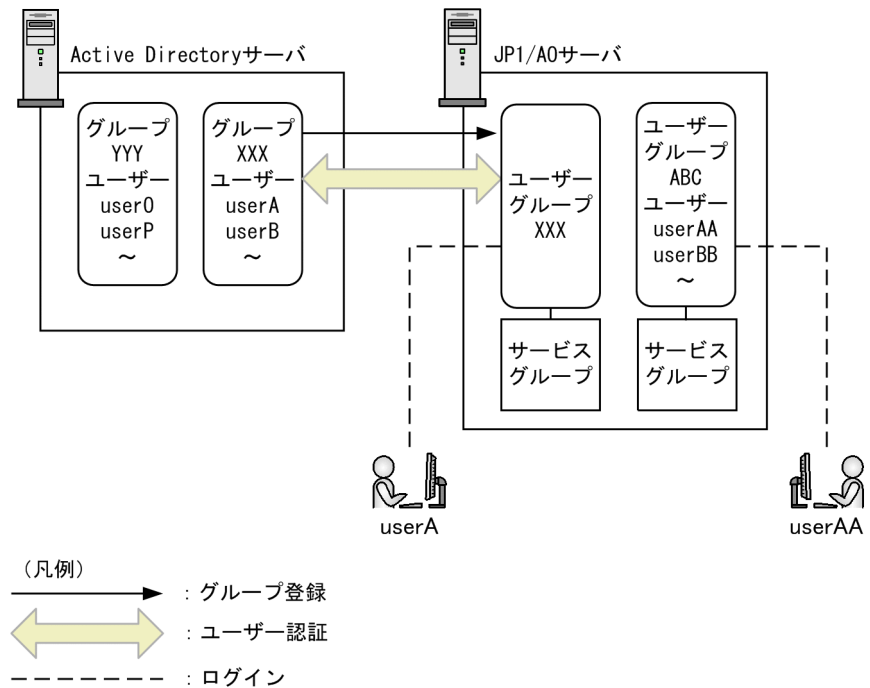 Active Directoryサーバ
JP1/AOサーバ
グループ
YYY
ユーザー
userO
userP
～
グループ
XXX
ユーザー
userA
userB
～
ユーザー
グループ
XXX
ユーザー
グループ
ABC
ユーザー
userAA
userBB
～
サービス
グループ
サービス
グループ
userA
userAA
（凡例）
：グループ登録
：ユーザー認証
：ログイン